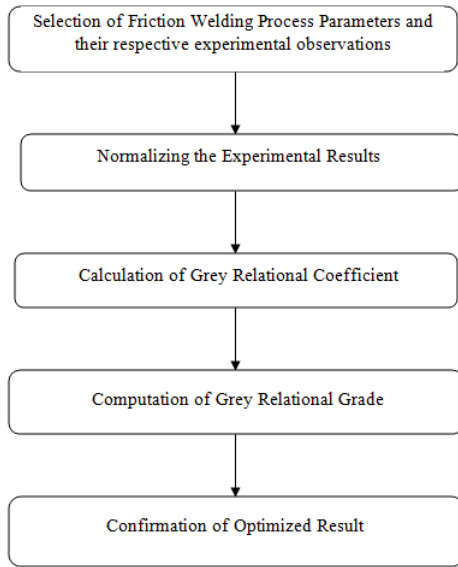 Selection of Friction Welding Process Parameters and
their respective experimental observations
Normalizing the Experimental Results
Calculation of Grey Relational Coefficient
Computation of Grey Relational Grade
Confirmation of Optimized Result